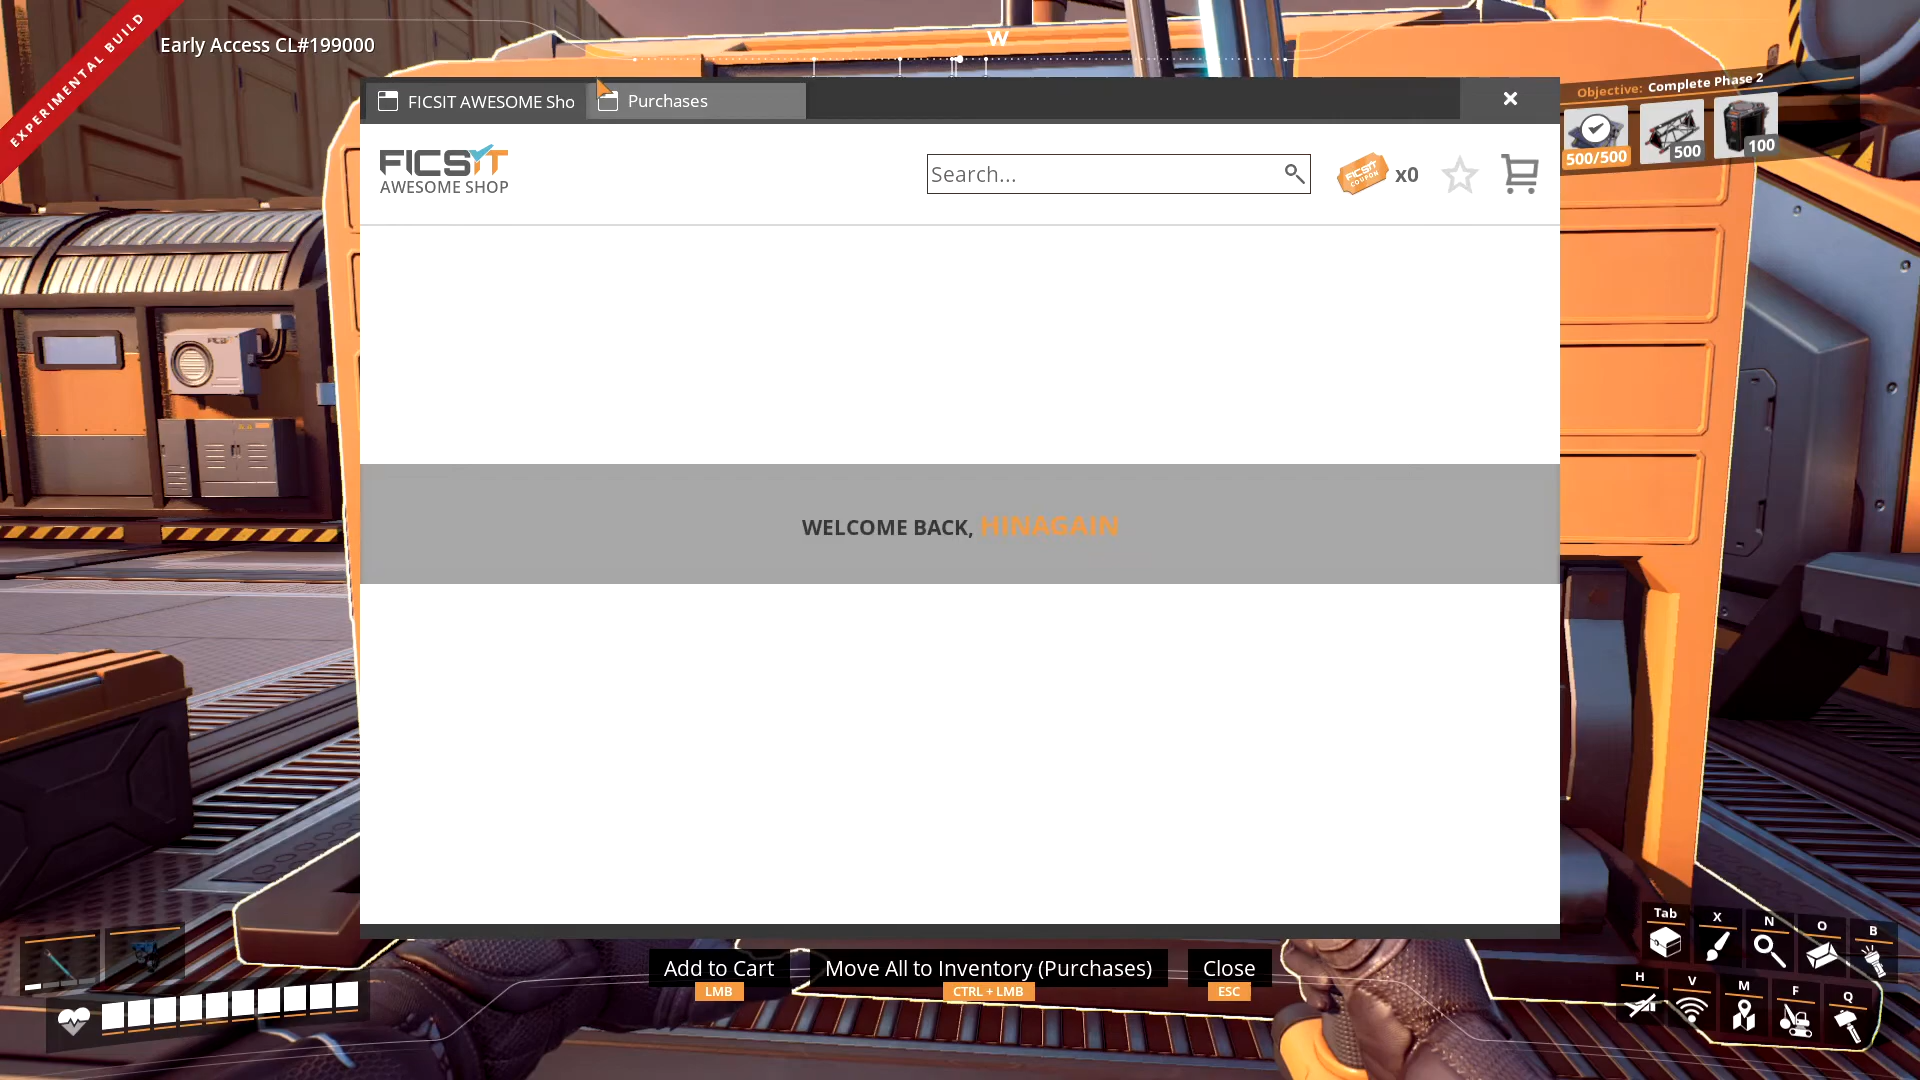 EXPERIMENTAL BUILD
Early Access CL#199000
W
FICSIT AWESOME Sho
Purchases
Objective: Complete Phase 2
500/500
500
100
FICSIT
AWESOME SHOP
Search...
FICSIT
COUPON
x0
WELCOME BACK, HINAGAIN
Add to Cart
LMB
Move All to Inventory (Purchases)
CTRL + LMB
Close
ESC
Tab
X
N
O
B
H
V
M
F
Q